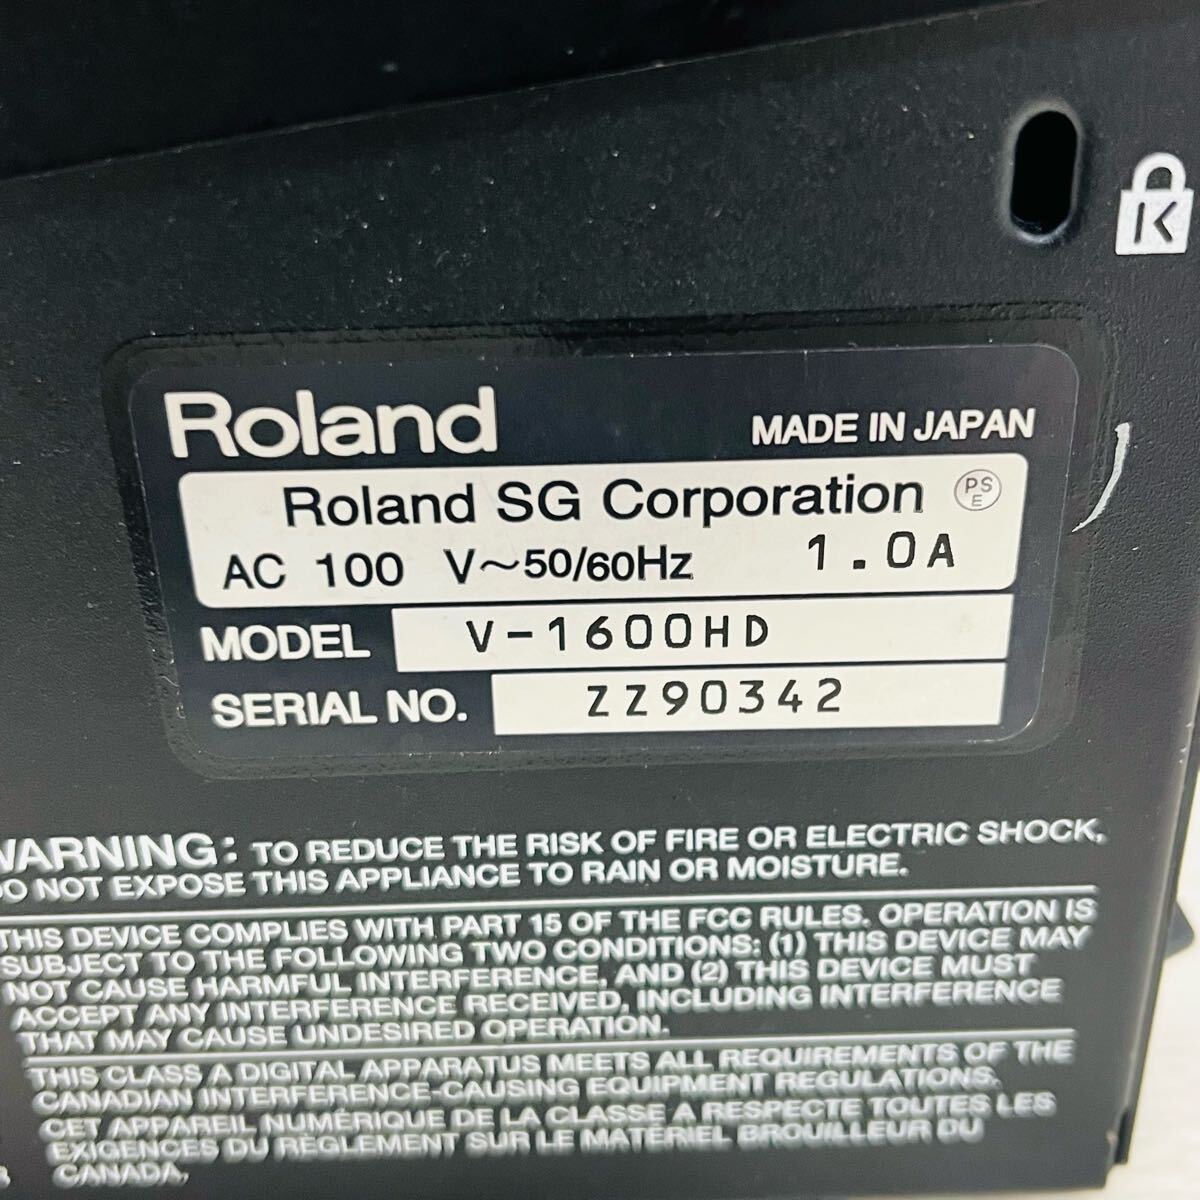 K
Roland MADE IN JAPAN
Roland SG Corporation PSE
AC 100 V～50/60Hz 1.0A
MODEL V-1600HD
SERIAL NO. ZZ90342
WARNING: TO REDUCE THE RISK OF FIRE OR ELECTRIC SHOCK,
DO NOT EXPOSE THIS APPLIANCE TO RAIN OR MOISTURE.
THIS DEVICE COMPLIES WITH PART 15 OF THE FCC RULES. OPERATION IS
SUBJECT TO THE FOLLOWING TWO CONDITIONS: (1) THIS DEVICE MAY
NOT CAUSE HARMFUL INTERFERENCE, AND (2) THIS DEVICE MUST
ACCEPT ANY INTERFERENCE RECEIVED, INCLUDING INTERFERENCE
THAT MAY CAUSE UNDESIRED OPERATION.
THIS CLASS A DIGITAL APPARATUS MEETS ALL REQUIREMENTS OF THE
CANADIAN INTERFERENCE-CAUSING EQUIPMENT REGULATIONS.
CET APPAREIL NUMÉRIQUE DE LA CLASSE A RESPECTE TOUTES LES
EXIGENCES DU RÈGLEMENT SUR LE MATÉRIEL BROUILLEUR DU
CANADA.